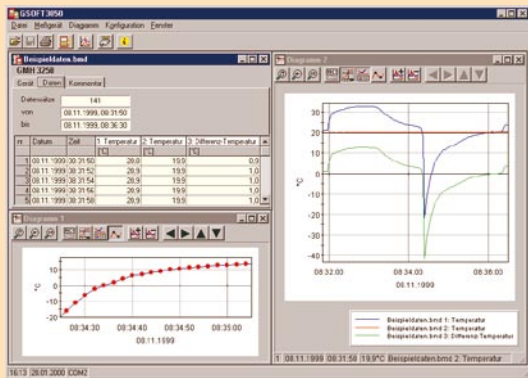 GSOFT3050
Datei Meßgerät Diagramm Konfiguration Fenster
Beispieldaten.bmd
GMH 3250
Gerät Daten Kommentar
Datensätze 141
von 08.11.1999, 08:31:50
bis 08.11.1999, 08:36:30
nr Datum Zeit 1: Temperatur 2: Temperatur 3: Differenz-Temperatur
[°C] [°C] [°C]
1 08.11.1999 08:31:50 20,8 19,9 0,9
2 08.11.1999 08:31:52 20,9 19,9 1,0
3 08.11.1999 08:31:54 20,9 19,9 1,0
4 08.11.1999 08:31:56 20,9 19,9 1,0
5 08.11.1999 08:31:58 20,9 19,9 1,0
Diagramm 1
°C
10
0
-10
-20
08:34:30 08:34:40 08:34:50 08:35:00
08.11.1999
Diagramm 2
°C
30
20
10
0
-10
-20
-30
-40
08:32:00 08:34:00 08:36:00
08.11.1999
Beispieldaten.bmd 1: Temperatur
Beispieldaten.bmd 2: Temperatur
Beispieldaten.bmd 3: Differenz-Temperatur
1 08.11.1999 08:31:58 19,9°C Beispieldaten.bmd 2: Temperatur
16:13 28.01.2000 COM2